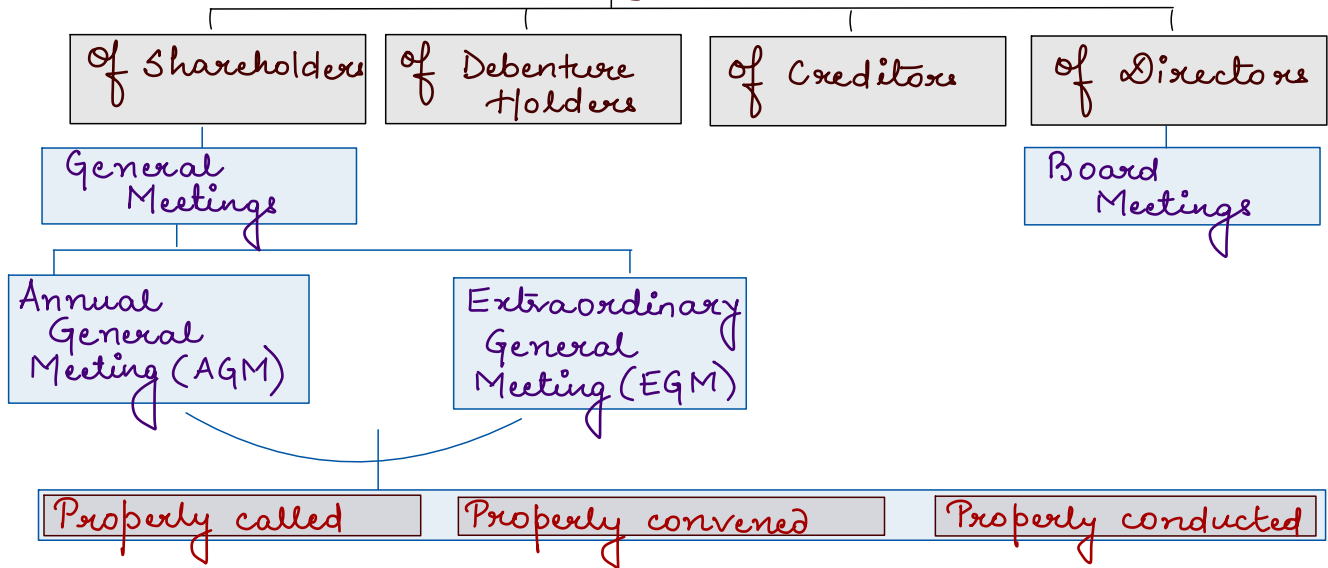 Of Shareholders
Of Debenture
Holders
Of Creditors
Of Directors
General
Meetings
Board
Meetings
Annual
General
Meeting (AGM)
Extraordinary
General
Meeting (EGM)
Properly called
Properly convened
Properly conducted